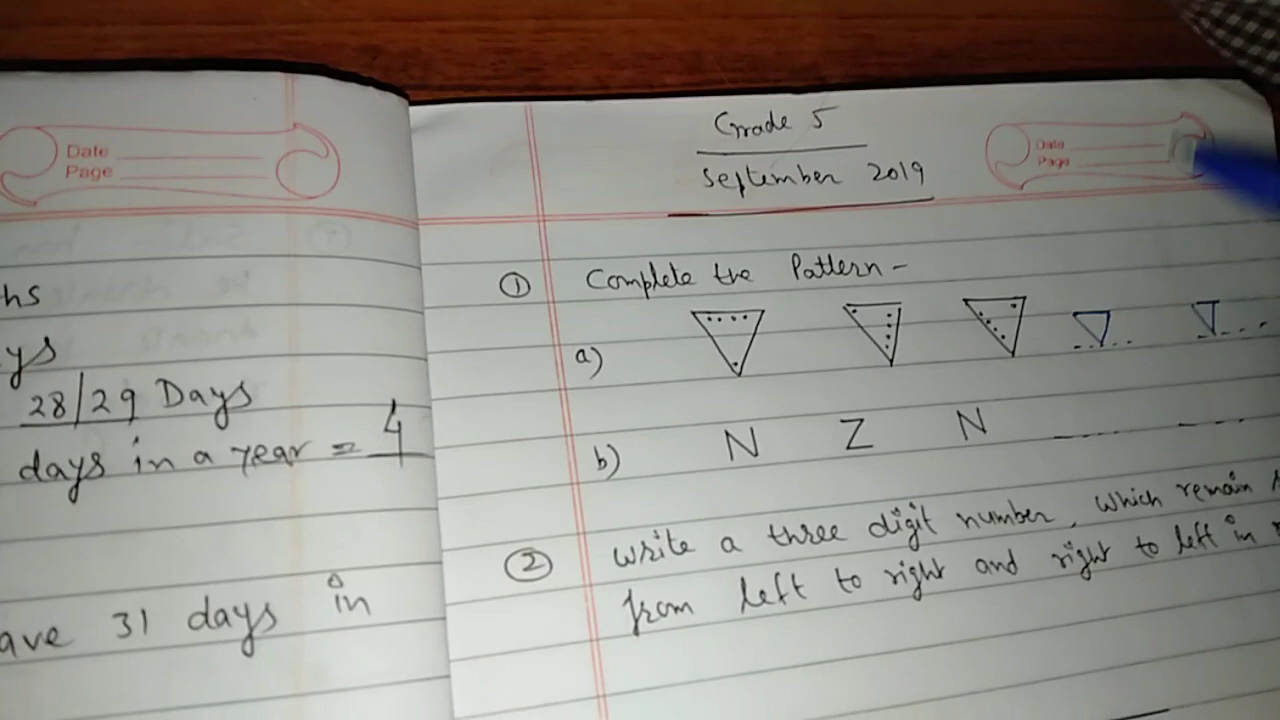 Date
Page
hs
ys
28/29 Days
days in a year = 4
ave 31 days in
Grade 5
September 2019
Date
Page
① Complete the Pattern -
a)
b) N Z N
② Write a three digit number, which remain
from left to right and right to left in